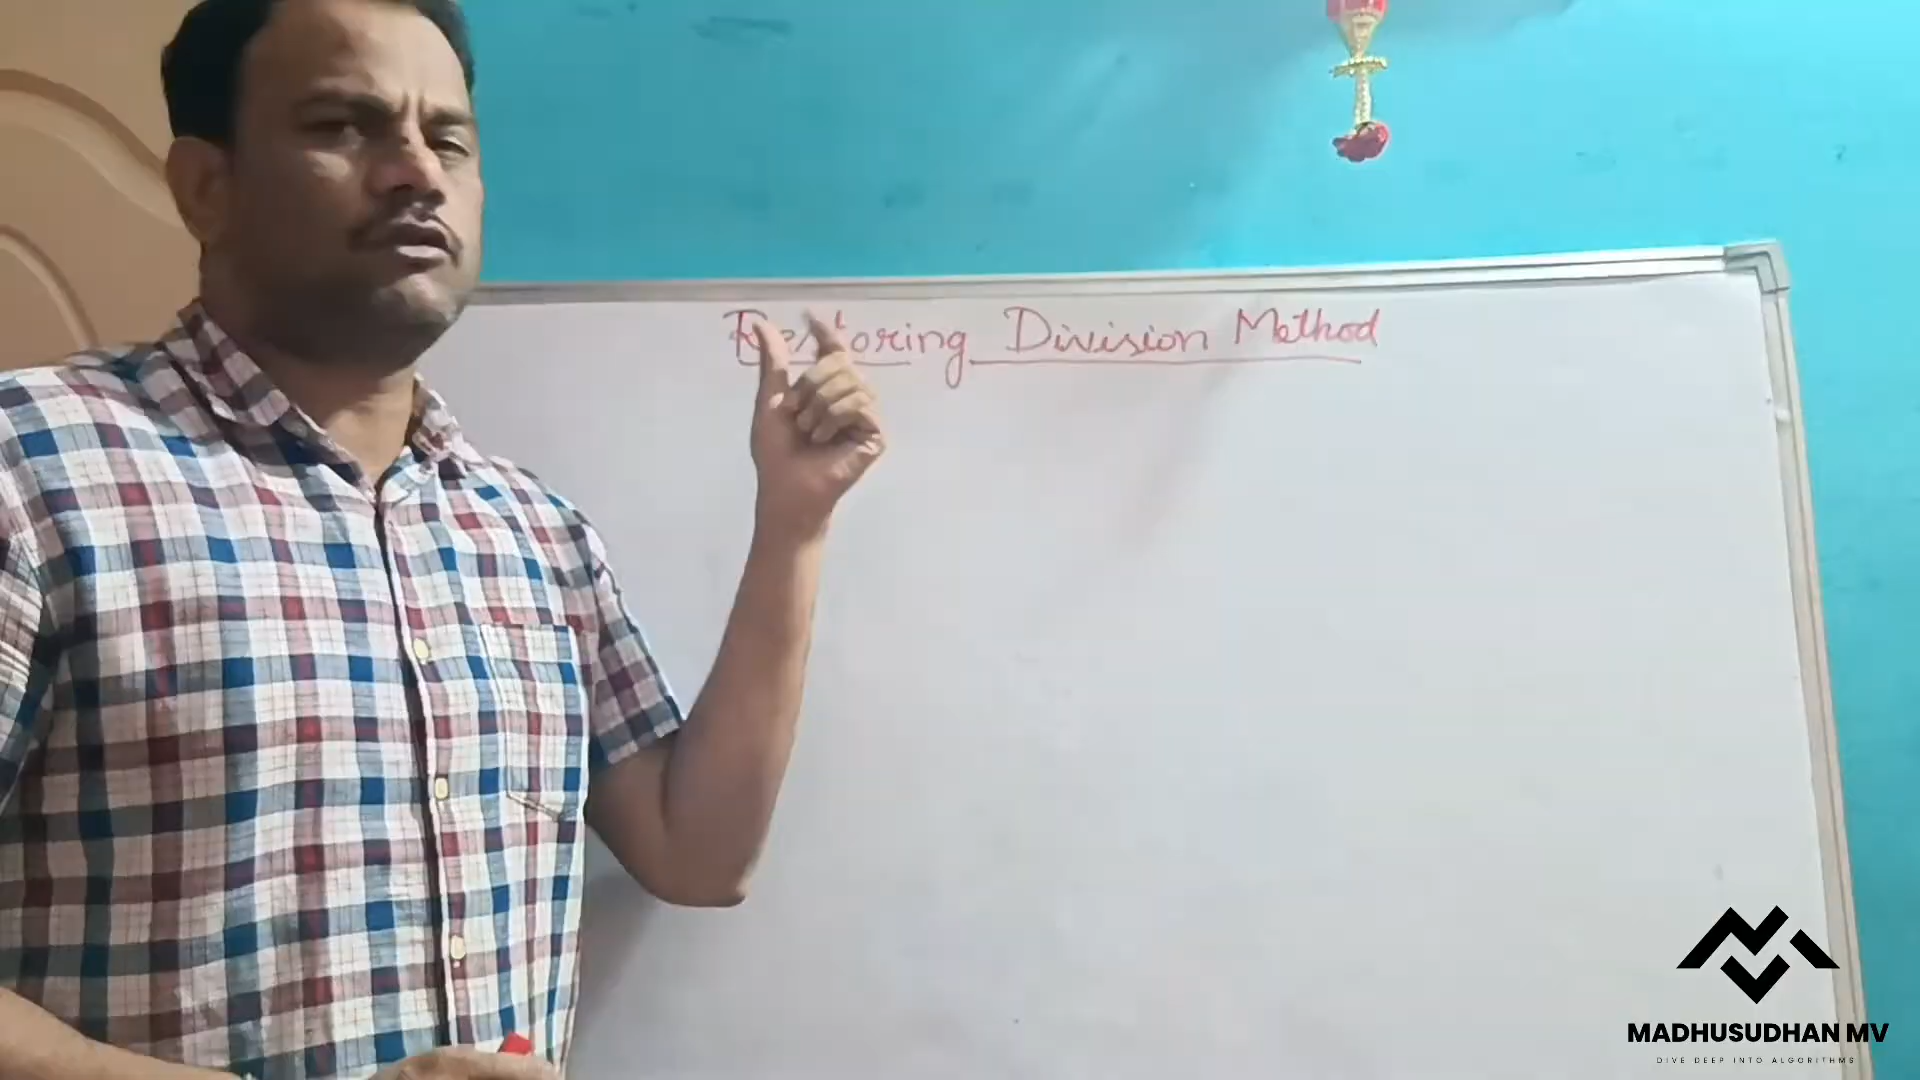 Restoring Division Method
MADHUSUDHAN MV
DIVE DEEP INTO ALGORITHMS